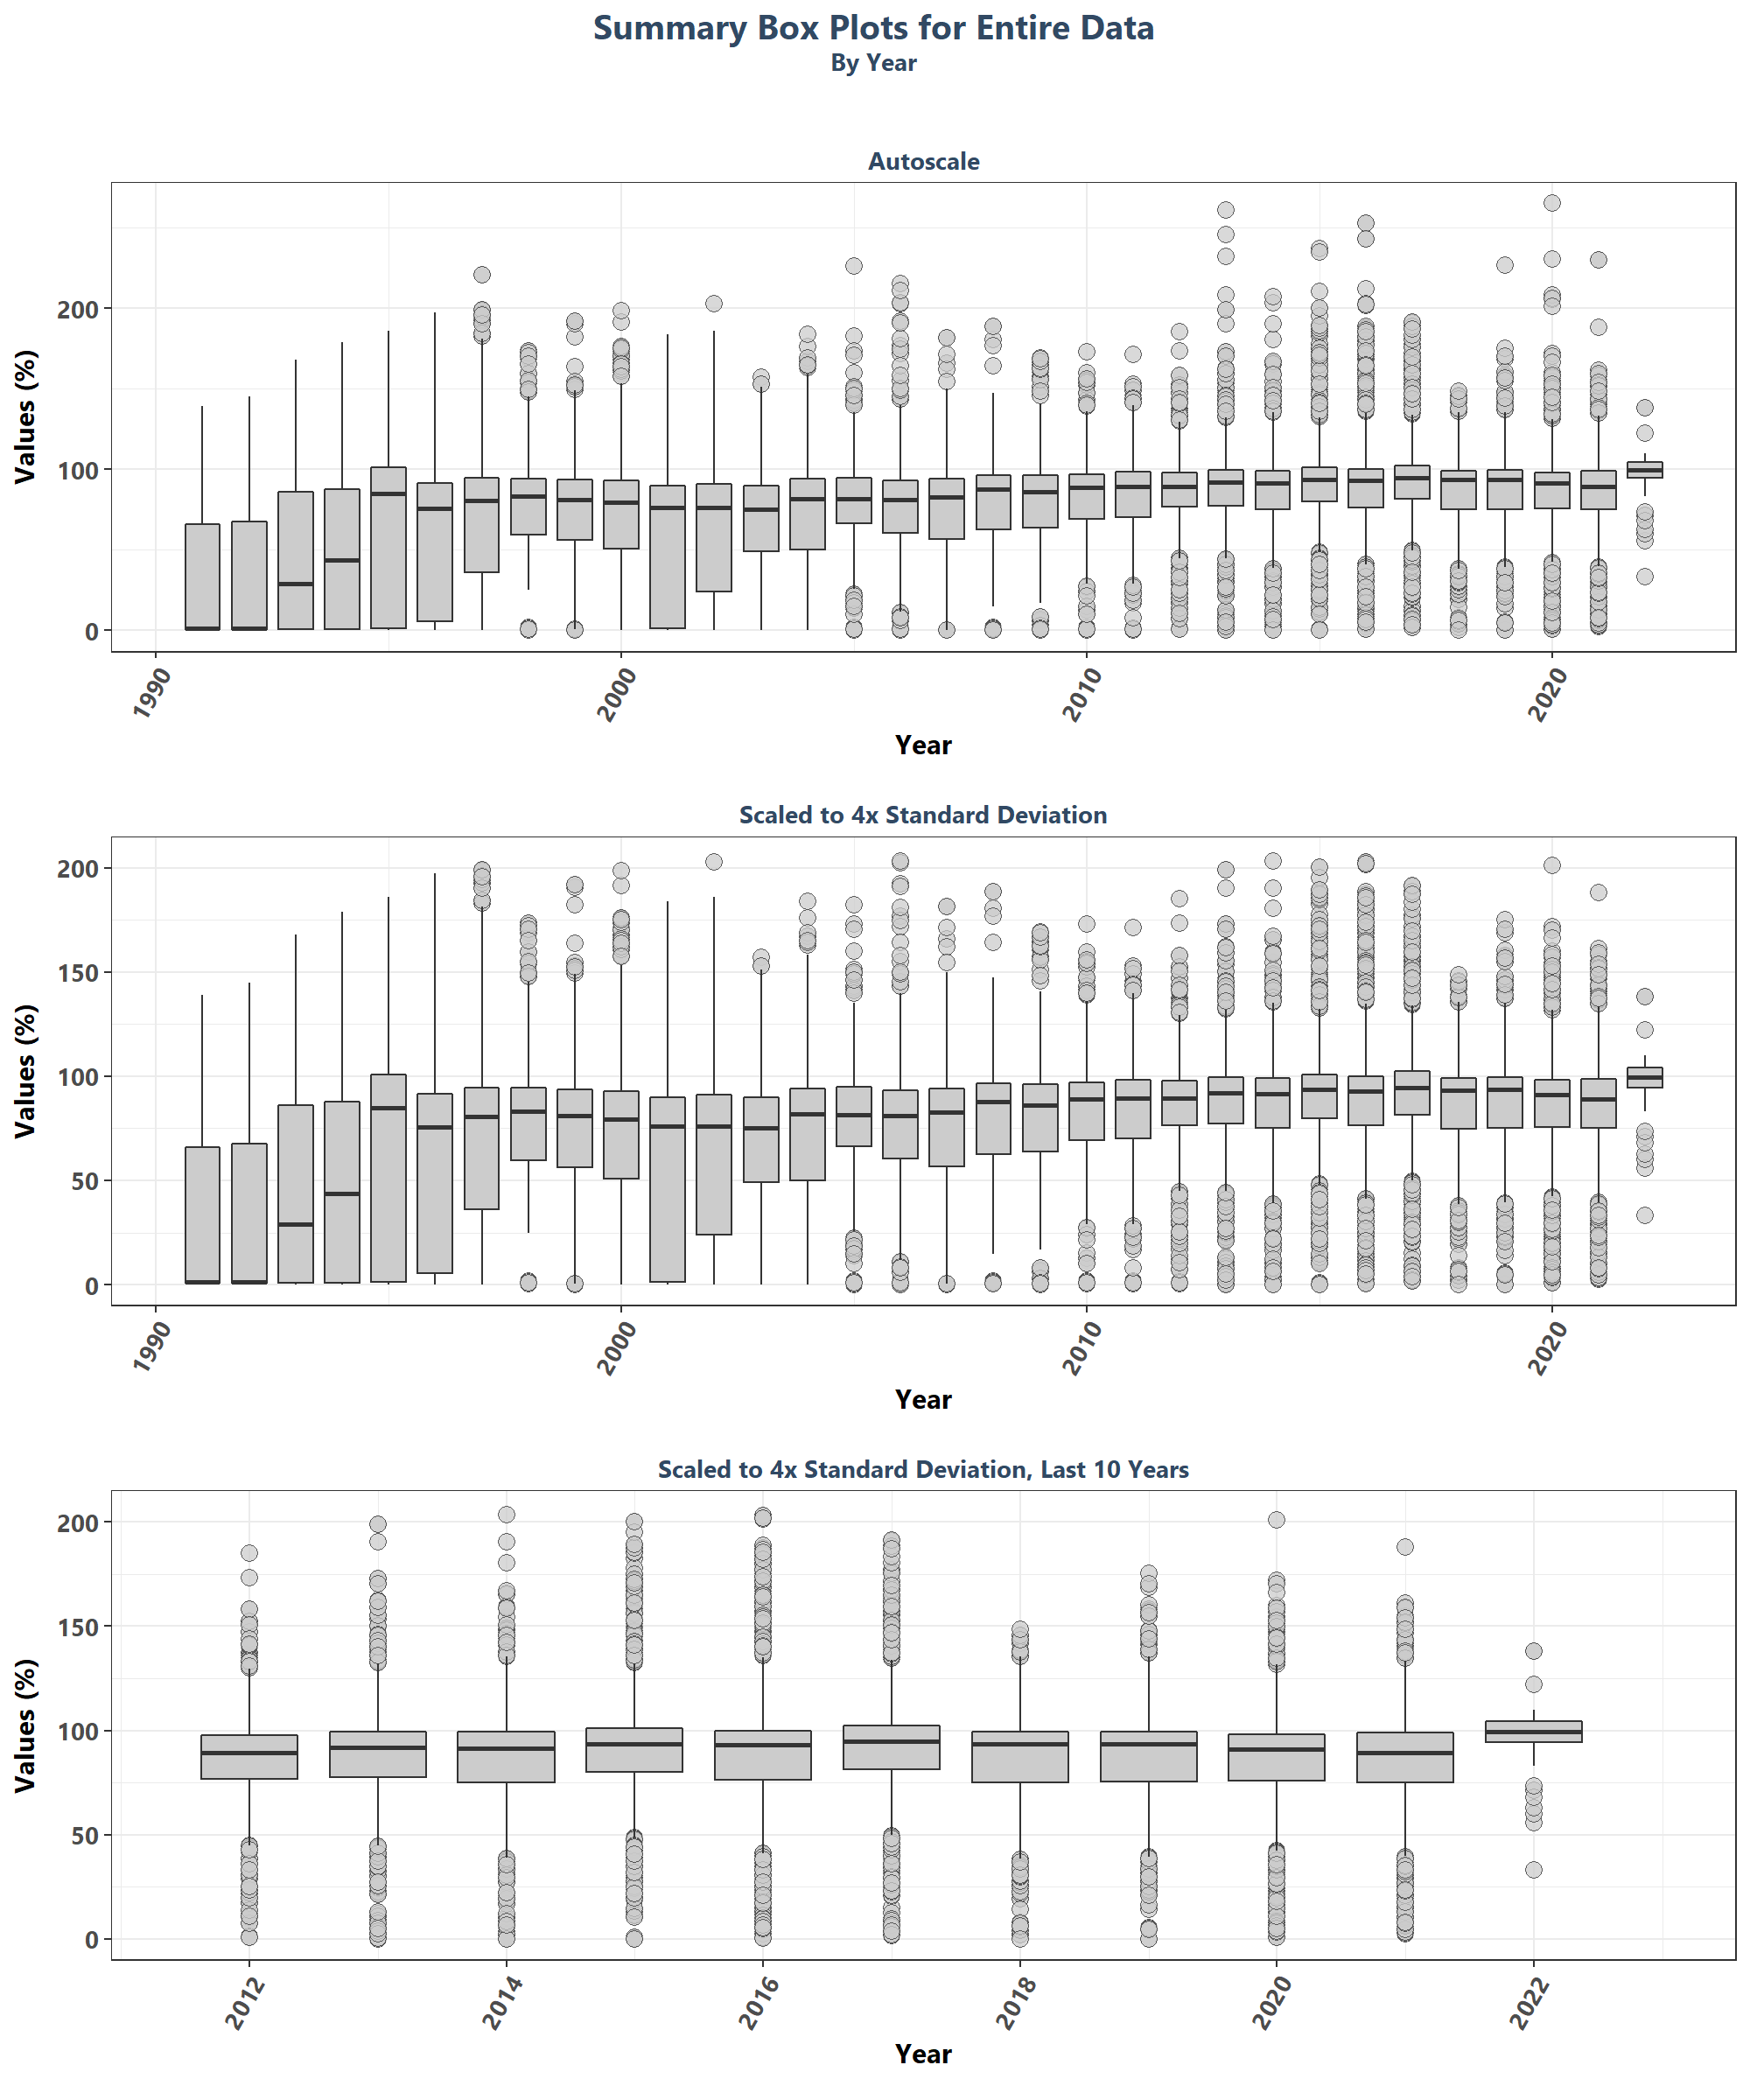 Summary Box Plots for Entire Data
By Year
Autoscale
Values (%)
200
100
0
1990
2000
2010
2020
Year
Scaled to 4x Standard Deviation
Values (%)
200
150
100
50
0
1990
2000
2010
2020
Year
Scaled to 4x Standard Deviation, Last 10 Years
Values (%)
200
150
100
50
0
2012
2014
2016
2018
2020
2022
Year